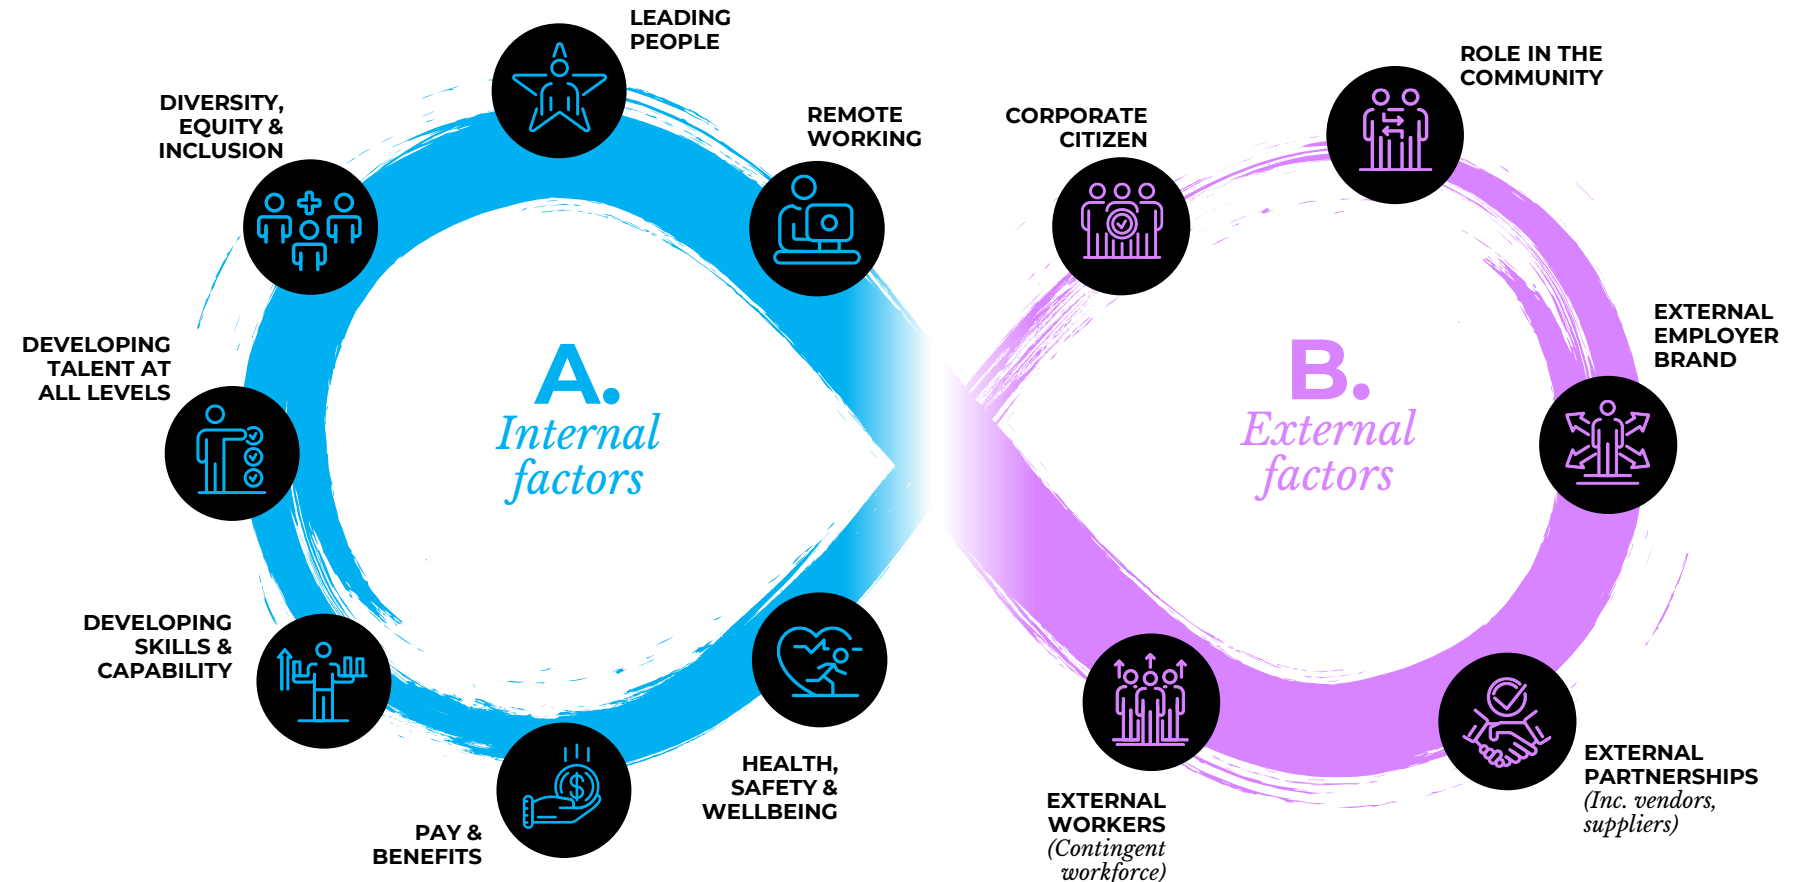 LEADING
PEOPLE
REMOTE
WORKING
DIVERSITY,
EQUITY &
INCLUSION
DEVELOPING
TALENT AT
ALL LEVELS
DEVELOPING
SKILLS &
CAPABILITY
PAY &
BENEFITS
HEALTH,
SAFETY &
WELLBEING
A.
Internal
factors
$
CORPORATE
CITIZEN
ROLE IN THE
COMMUNITY
EXTERNAL
EMPLOYER
BRAND
B.
External
factors
EXTERNAL
WORKERS
(Contingent
workforce)
EXTERNAL
PARTNERSHIPS
(Inc. vendors,
suppliers)